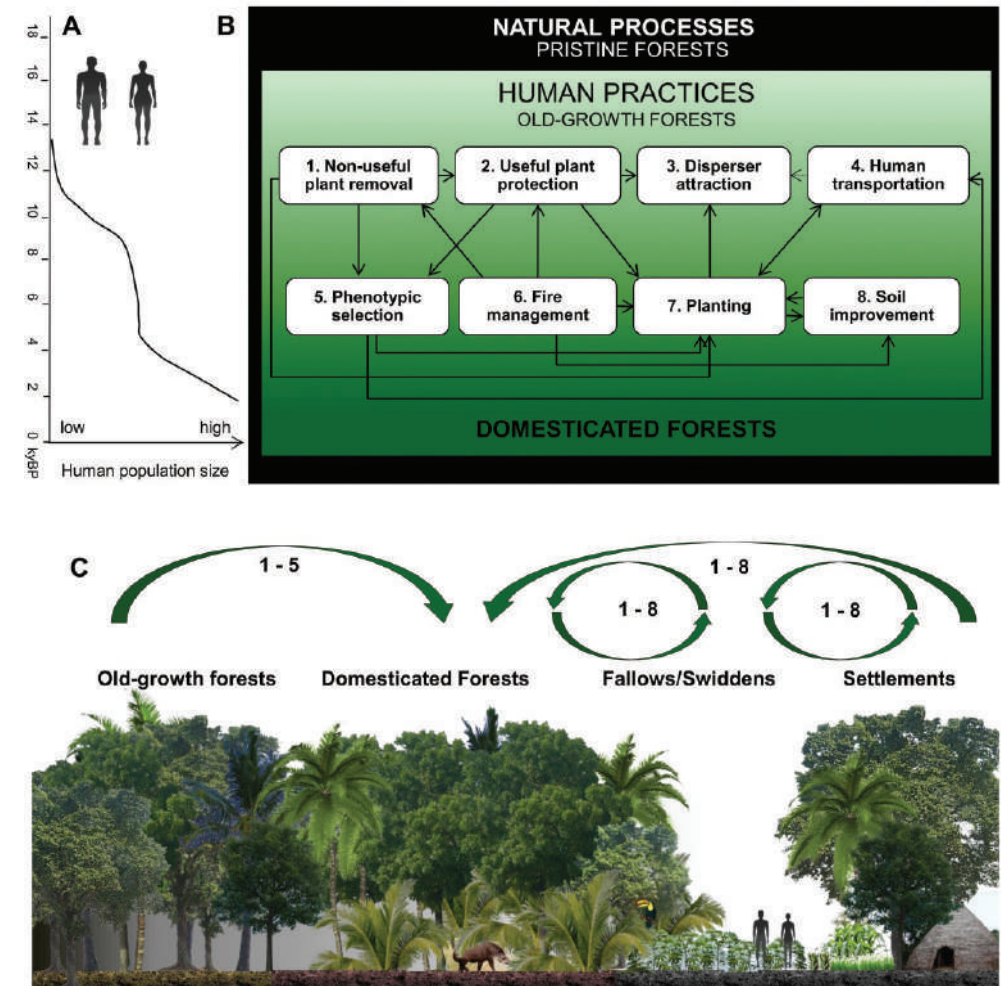 A
18
16
14
12
10
8
6
4
2
0
kyBP
low
high
Human population size
B
NATURAL PROCESSES
PRISTINE FORESTS
HUMAN PRACTICES
OLD-GROWTH FORESTS
1. Non-useful
plant removal
2. Useful plant
protection
3. Disperser
attraction
4. Human
transportation
5. Phenotypic
selection
6. Fire
management
7. Planting
8. Soil
improvement
DOMESTICATED FORESTS
C
1 - 5
1 - 8
1 - 8
1 - 8
Old-growth forests
Domesticated Forests
Fallows/Swiddens
Settlements